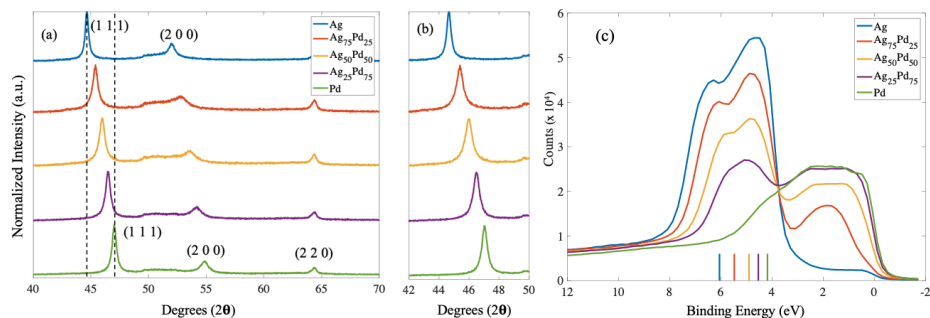 (a)
(1 1 1)
(2 0 0)
Ag
Ag₇₅Pd₂₅
Ag₅₀Pd₅₀
Ag₂₅Pd₇₅
Pd
(1 1 1)
(2 0 0)
(2 2 0)
Normalized Intensity (a.u.)
40 45 50 55 60 65 70
Degrees (2θ)
(b)
42 44 46 48 50
Degrees (2θ)
(c)
Ag
Ag₇₅Pd₂₅
Ag₅₀Pd₅₀
Ag₂₅Pd₇₅
Pd
Counts (x 10⁴)
6
5
4
3
2
1
0
12 10 8 6 4 2 0 -2
Binding Energy (eV)